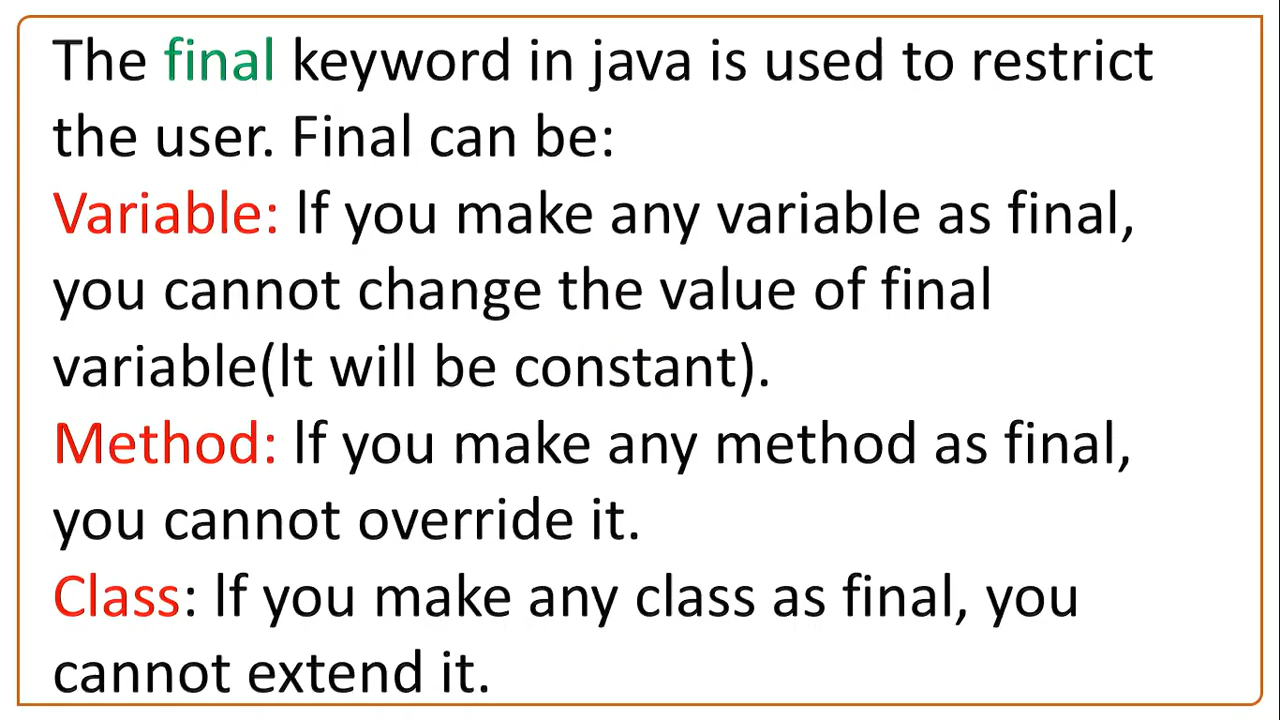 The final keyword in java is used to restrict
the user. Final can be:
Variable: If you make any variable as final,
you cannot change the value of final
variable(It will be constant).
Method: If you make any method as final,
you cannot override it.
Class: If you make any class as final, you
cannot extend it.